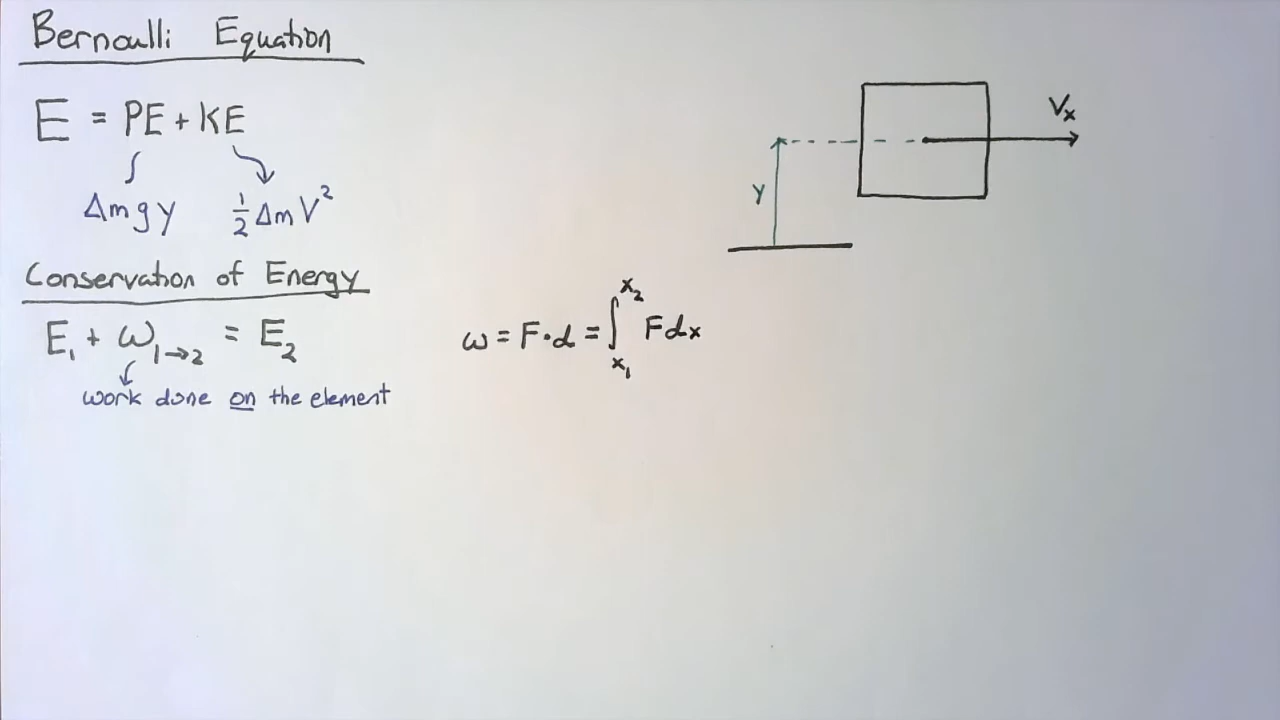 Bernoulli Equation
E = PE + KE
Δmgy ½ΔmV²
Conservation of Energy
E₁ + ω₁→₂ = E₂
work done on the element
ω = F·d = ∫ₓ₁ˣ² Fdx
Vₓ
y